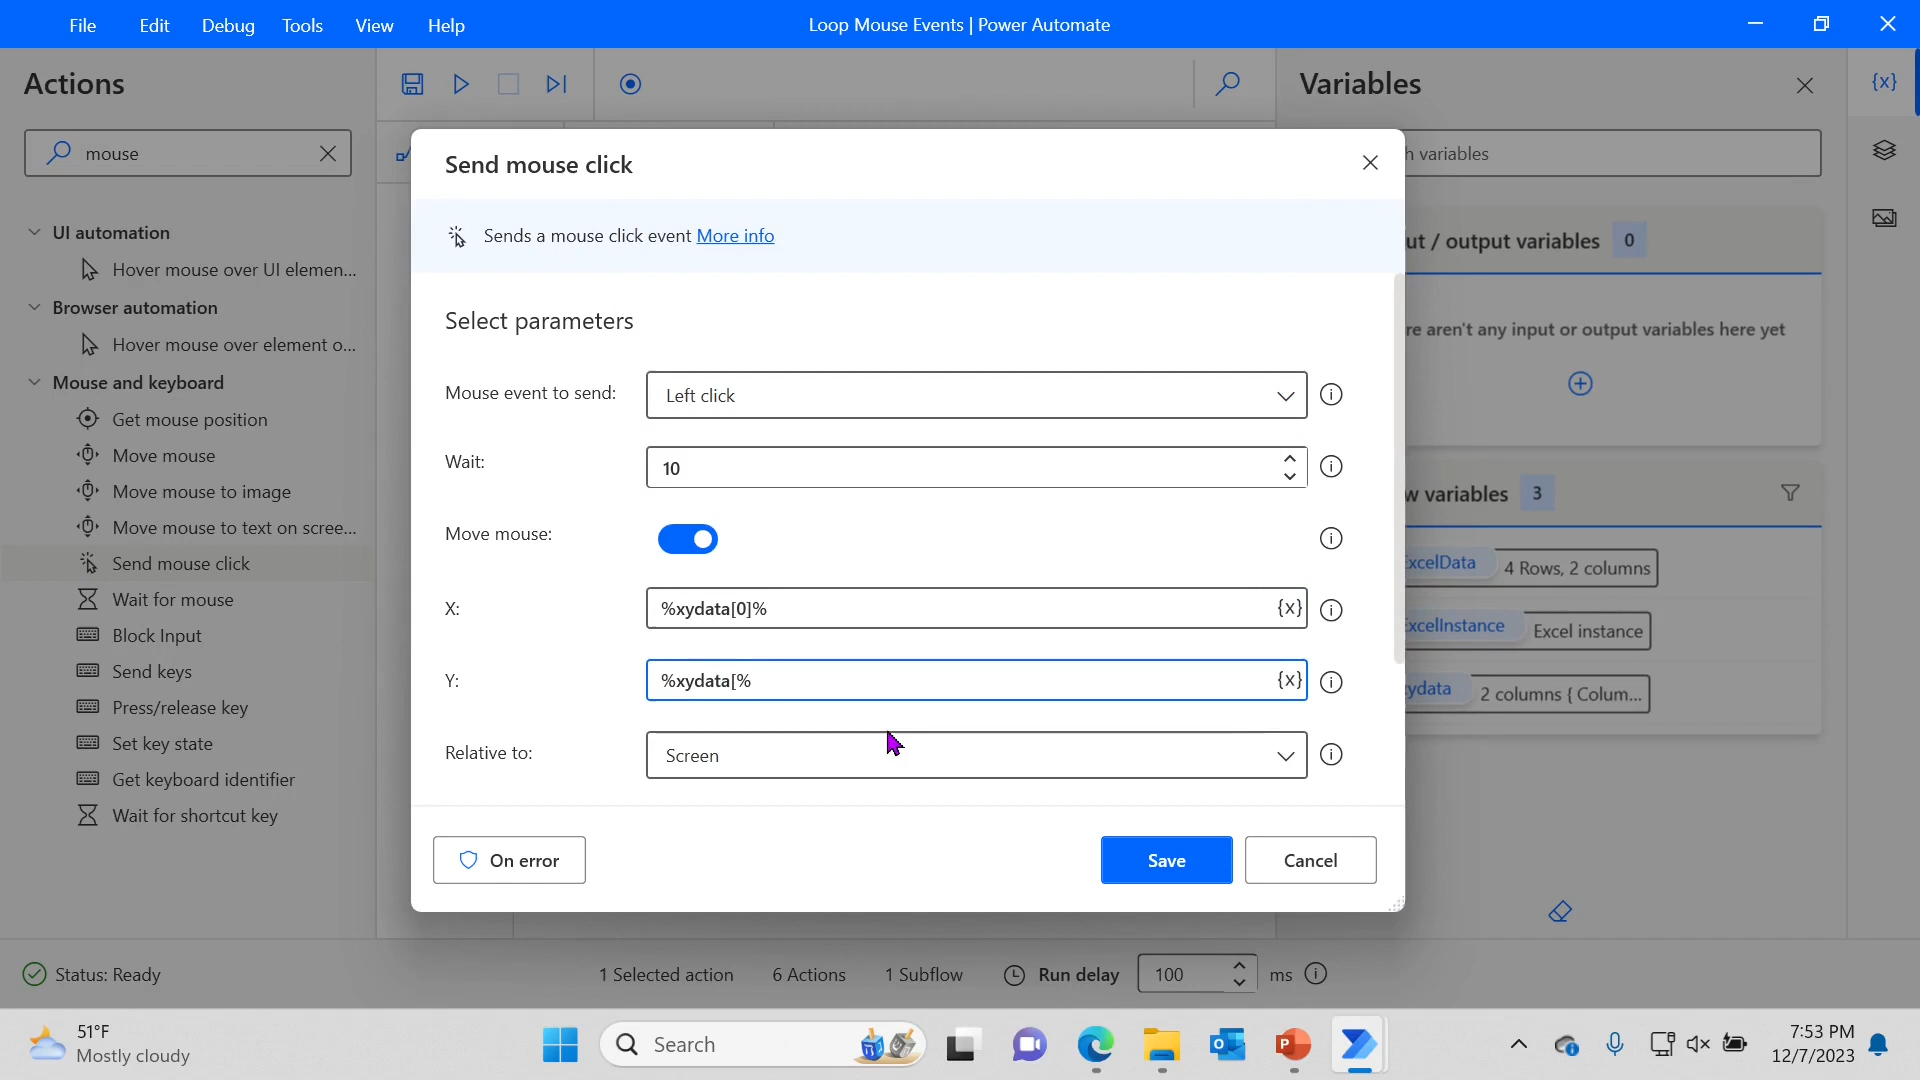 File Edit Debug Tools View Help
Loop Mouse Events | Power Automate
Actions
mouse
UI automation
Hover mouse over UI elemen...
Browser automation
Hover mouse over element o...
Mouse and keyboard
Get mouse position
Move mouse
Move mouse to image
Move mouse to text on scree...
Send mouse click
Wait for mouse
Block Input
Send keys
Press/release key
Set key state
Get keyboard identifier
Wait for shortcut key
Send mouse click
Sends a mouse click event More info
Select parameters
Mouse event to send: Left click
Wait: 10
Move mouse:
X: %xydata[0]% {x}
Y: %xydata[% {x}
Relative to: Screen
On error
Save
Cancel
Variables
{x}
h variables
ut / output variables 0
re aren't any input or output variables here yet
w variables 3
ExcelData 4 Rows, 2 columns
ExcelInstance Excel instance
xydata 2 columns { Colum...
Status: Ready
1 Selected action
6 Actions
1 Subflow
Run delay 100 ms
51°F
Mostly cloudy
Search
7:53 PM
12/7/2023